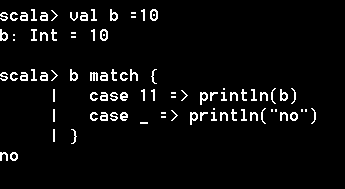 scala> val b =10
b: Int = 10
scala> b match {
| case 11 => println(b)
| case _ => println("no")
| }
no